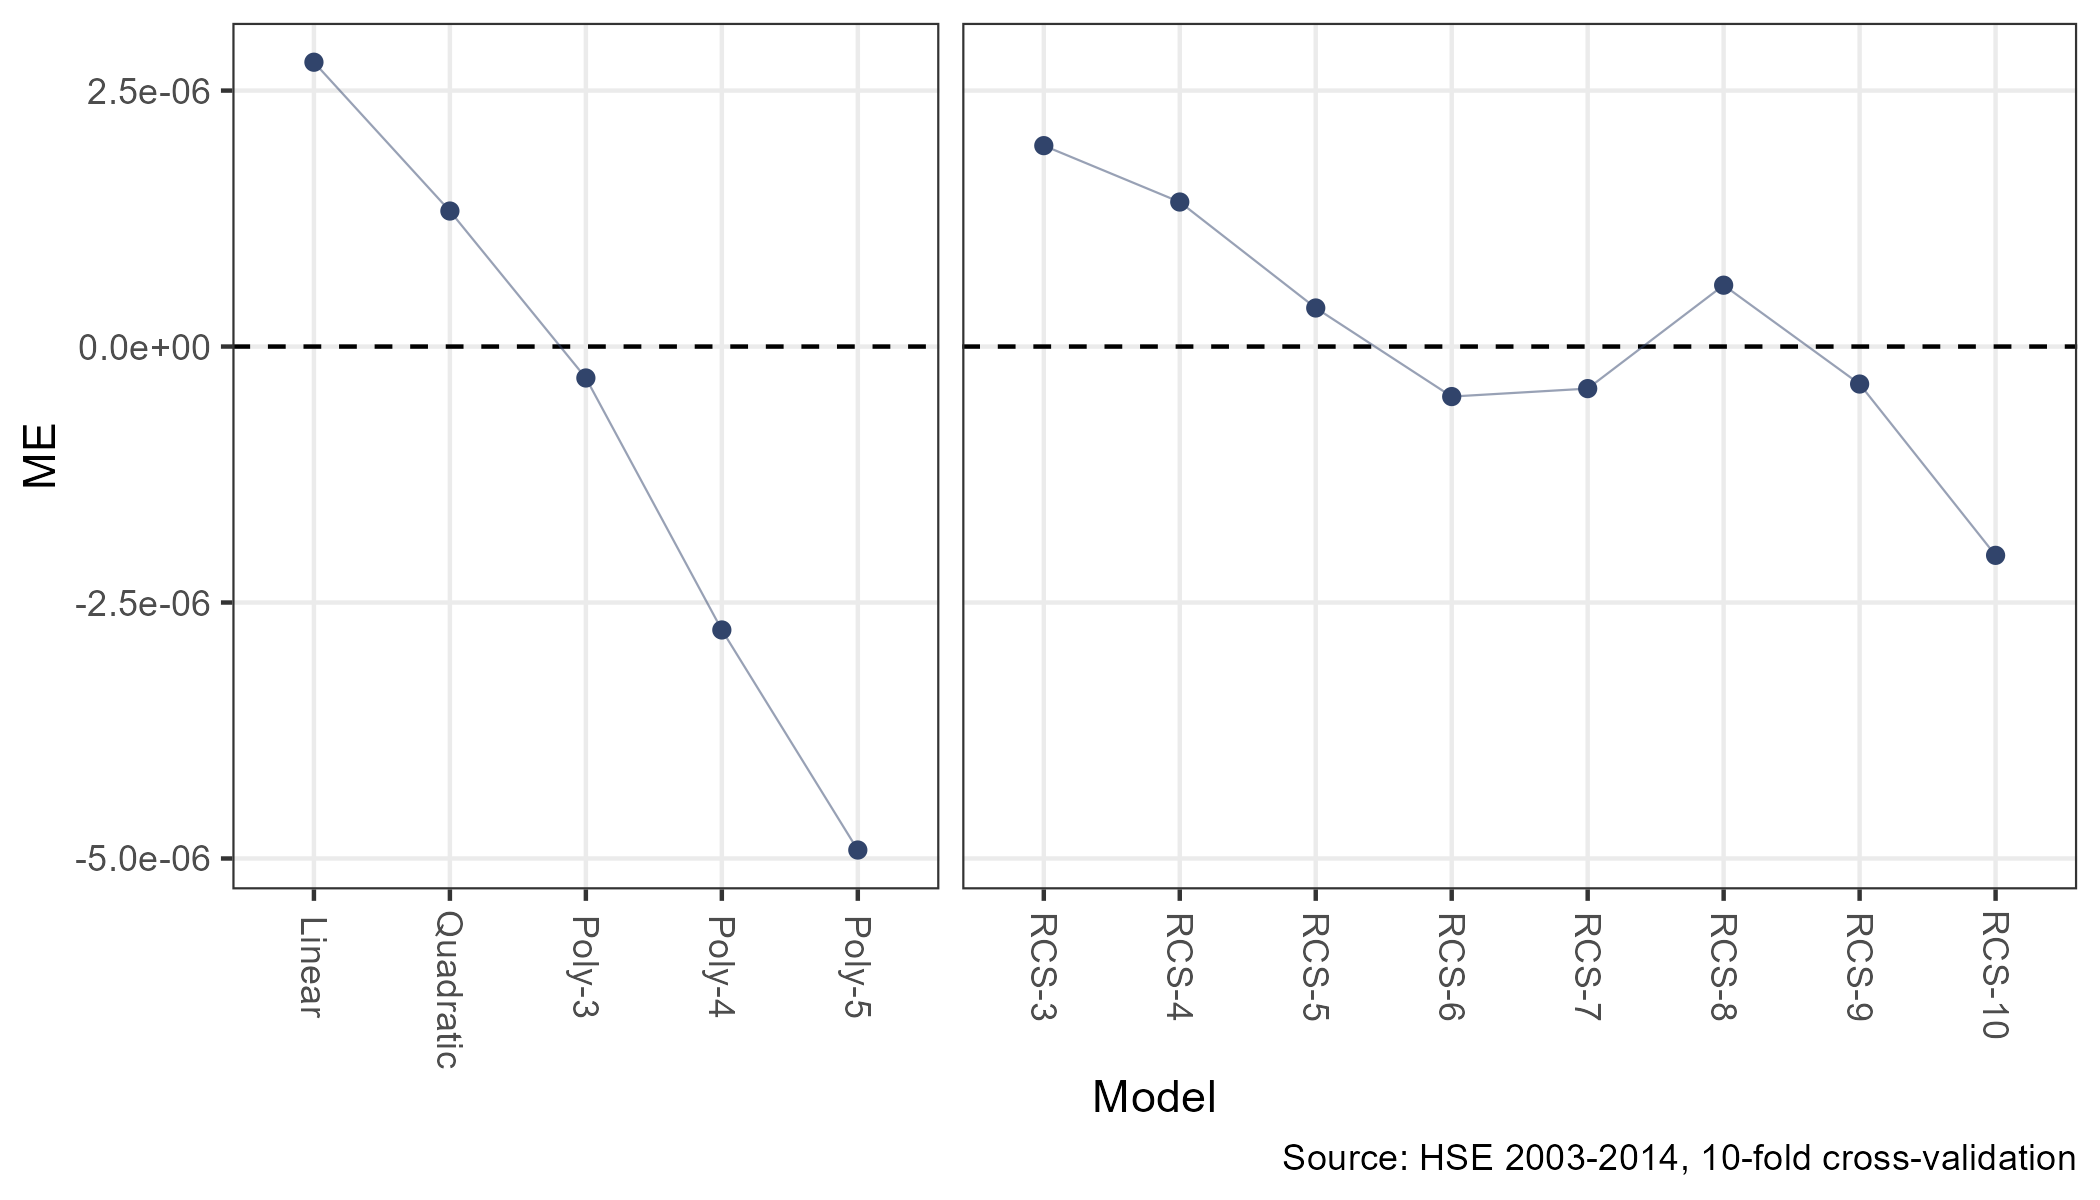 ME
2.5e-06
0.0e+00
-2.5e-06
-5.0e-06
Linear
Quadratic
Poly-3
Poly-4
Poly-5
RCS-3
RCS-4
RCS-5
RCS-6
RCS-7
RCS-8
RCS-9
RCS-10
Model
Source: HSE 2003-2014, 10-fold cross-validation